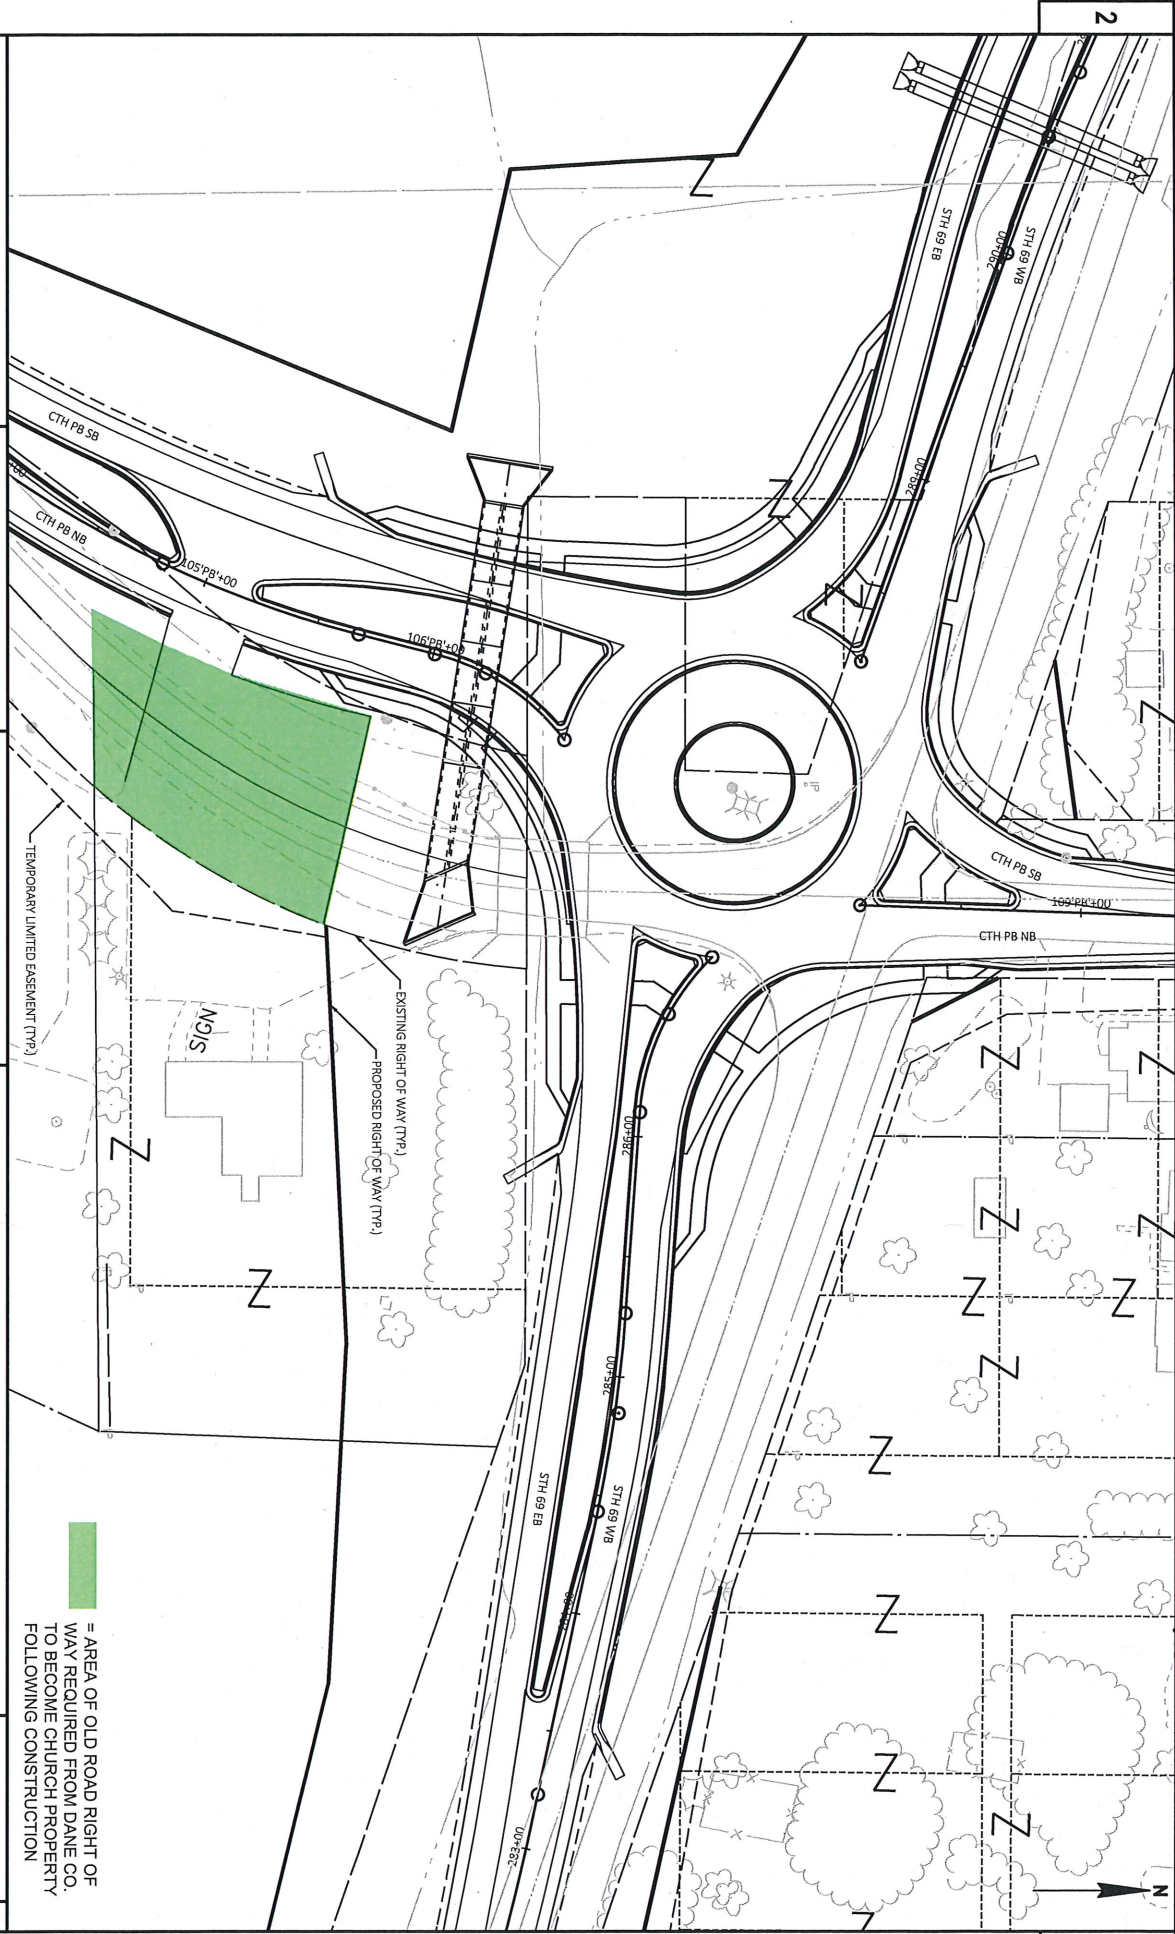 2
N
STH 69 EB
STH 69 WB
290+00
289+00
CTH PB SB
CTH PB NB
105'PB'+00
106'PB'+00
CTH PB SB
109'PB'+00
CTH PB NB
286+00
285+00
STH 69 EB
STH 69 WB
283+00
SIGN
EXISTING RIGHT OF WAY (TYP.)
PROPOSED RIGHT OF WAY (TYP.)
TEMPORARY LIMITED EASEMENT (TYP.)
= AREA OF OLD ROAD RIGHT OF
WAY REQUIRED FROM DANE CO.
TO BECOME CHURCH PROPERTY
FOLLOWING CONSTRUCTION